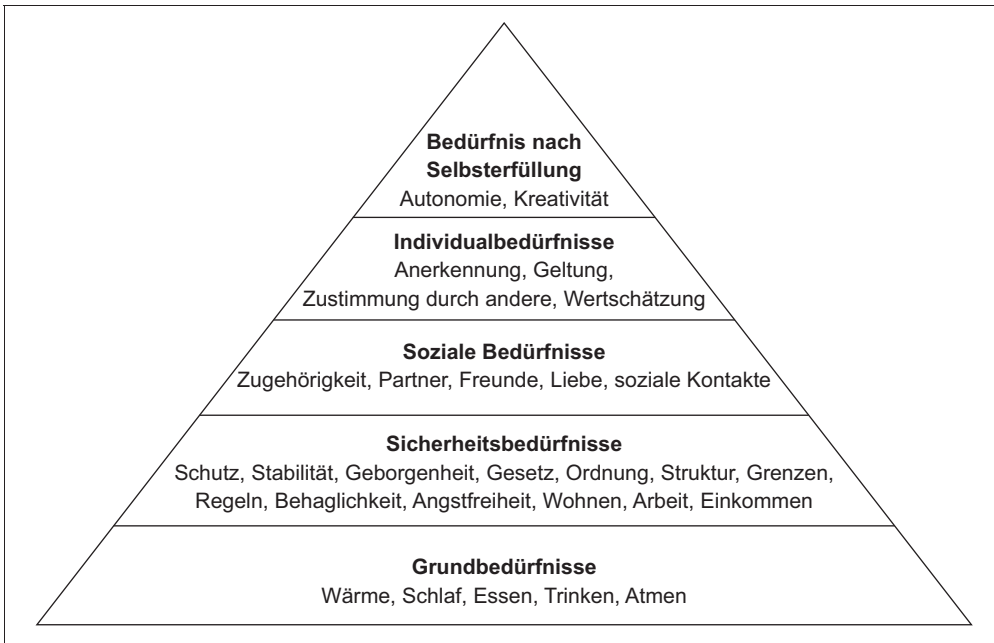 Bedürfnis nach
Selbsterfüllung
Autonomie, Kreativität
Individualbedürfnisse
Anerkennung, Geltung,
Zustimmung durch andere, Wertschätzung
Soziale Bedürfnisse
Zugehörigkeit, Partner, Freunde, Liebe, soziale Kontakte
Sicherheitsbedürfnisse
Schutz, Stabilität, Geborgenheit, Gesetz, Ordnung, Struktur, Grenzen,
Regeln, Behaglichkeit, Angstfreiheit, Wohnen, Arbeit, Einkommen
Grundbedürfnisse
Wärme, Schlaf, Essen, Trinken, Atmen